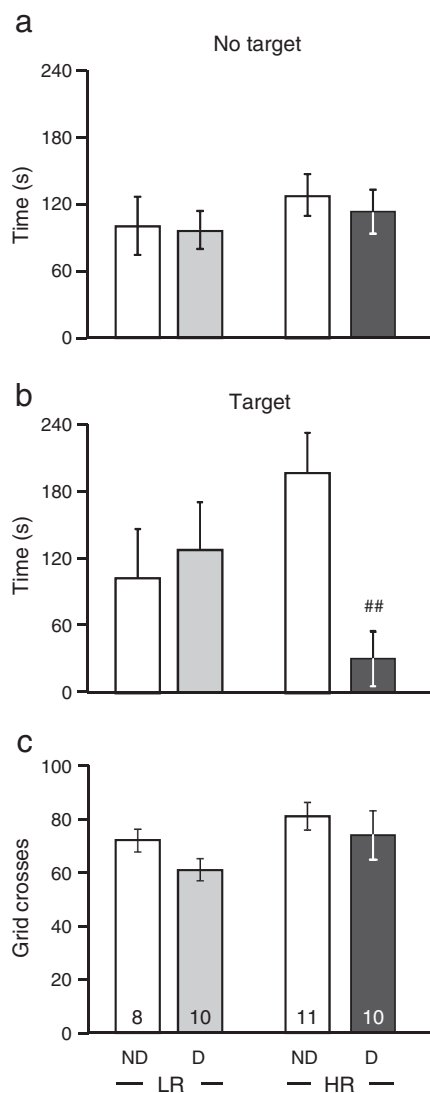 a
No target
240
180
120
60
0
Time (s)
b
Target
240
180
120
60
0
Time (s)
##
c
100
80
60
40
20
0
Grid crosses
8 10 11 10
ND D ND D
LR HR